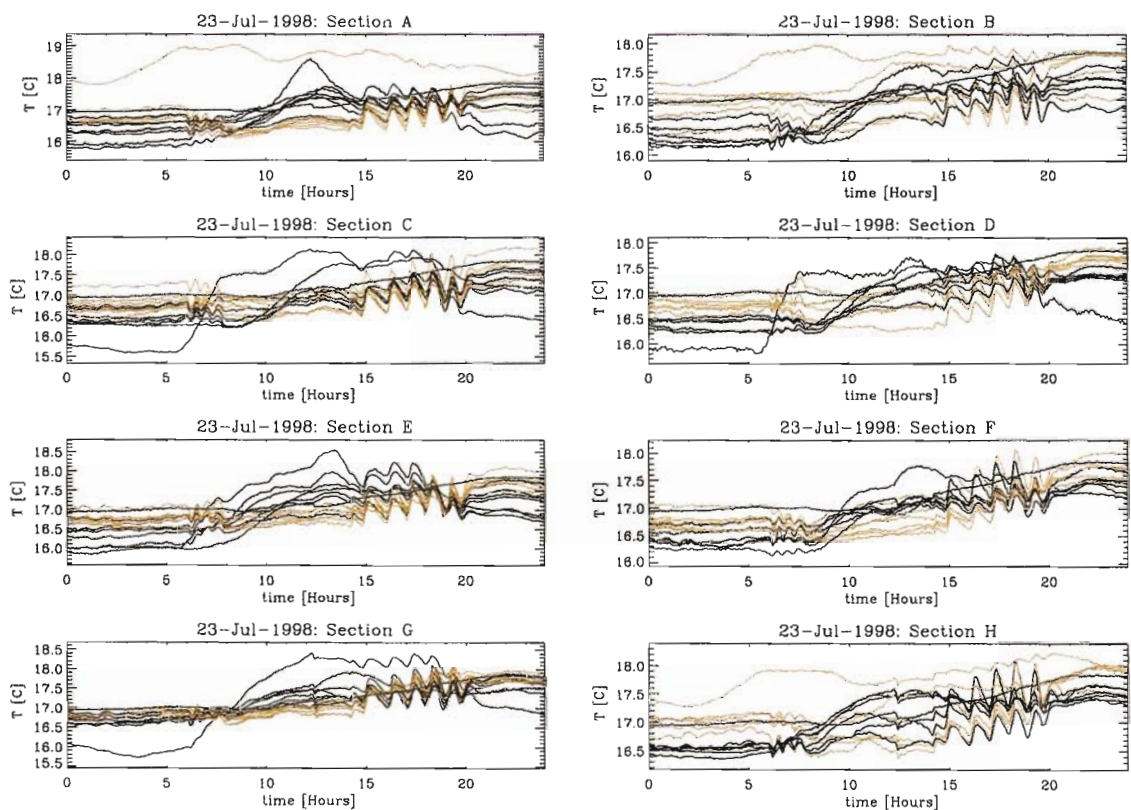 23-Jul-1998: Section A
T [C]
19
18
17
16
0 5 10 15 20
time [Hours]
23-Jul-1998: Section B
T [C]
18.0
17.5
17.0
16.5
16.0
0 5 10 15 20
time [Hours]
23-Jul-1998: Section C
T [C]
18.0
17.5
17.0
16.5
16.0
15.5
0 5 10 15 20
time [Hours]
23-Jul-1998: Section D
T [C]
18.0
17.5
17.0
16.5
16.0
0 5 10 15 20
time [Hours]
23-Jul-1998: Section E
T [C]
18.5
18.0
17.5
17.0
16.5
16.0
0 5 10 15 20
time [Hours]
23-Jul-1998: Section F
T [C]
18.0
17.5
17.0
16.5
16.0
0 5 10 15 20
time [Hours]
23-Jul-1998: Section G
T [C]
18.5
18.0
17.5
17.0
16.5
16.0
15.5
0 5 10 15 20
time [Hours]
23-Jul-1998: Section H
T [C]
18.0
17.5
17.0
16.5
0 5 10 15 20
time [Hours]